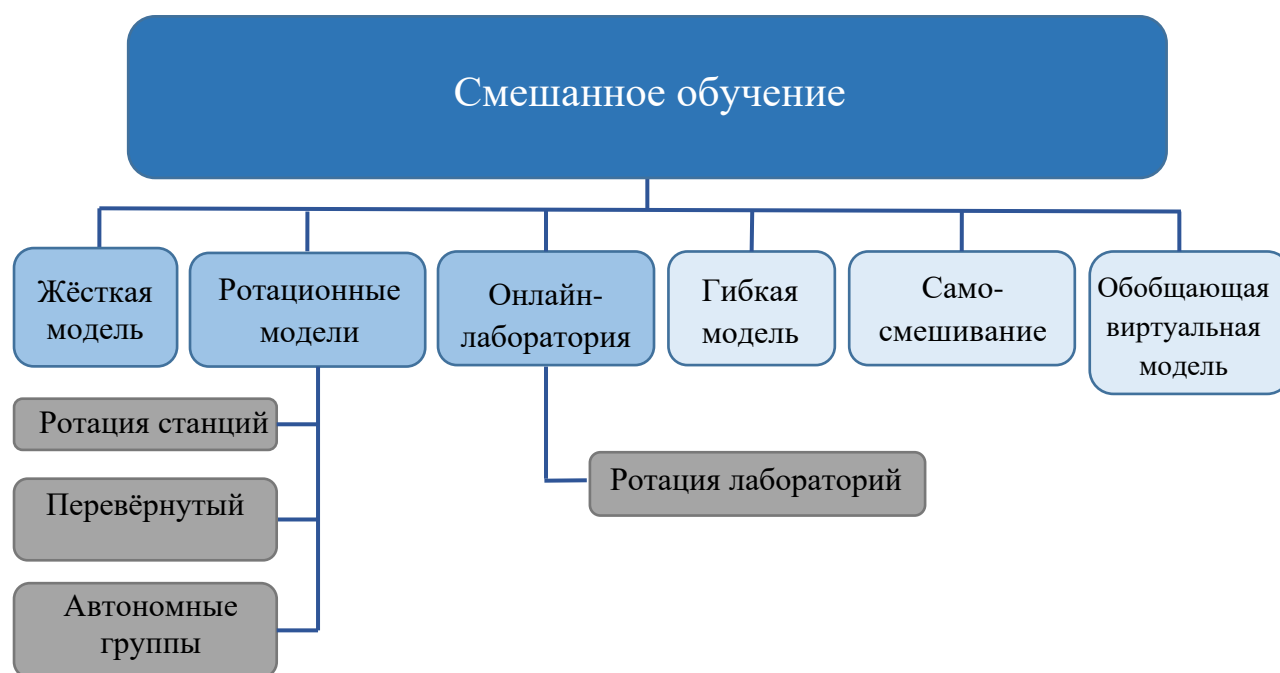 Смешанное обучение
Жёсткая
модель
Ротационные
модели
Онлайн-
лаборатория
Гибкая
модель
Само-
смешивание
Обобщающая
виртуальная
модель
Ротация станций
Перевёрнутый
Автономные
группы
Ротация лабораторий